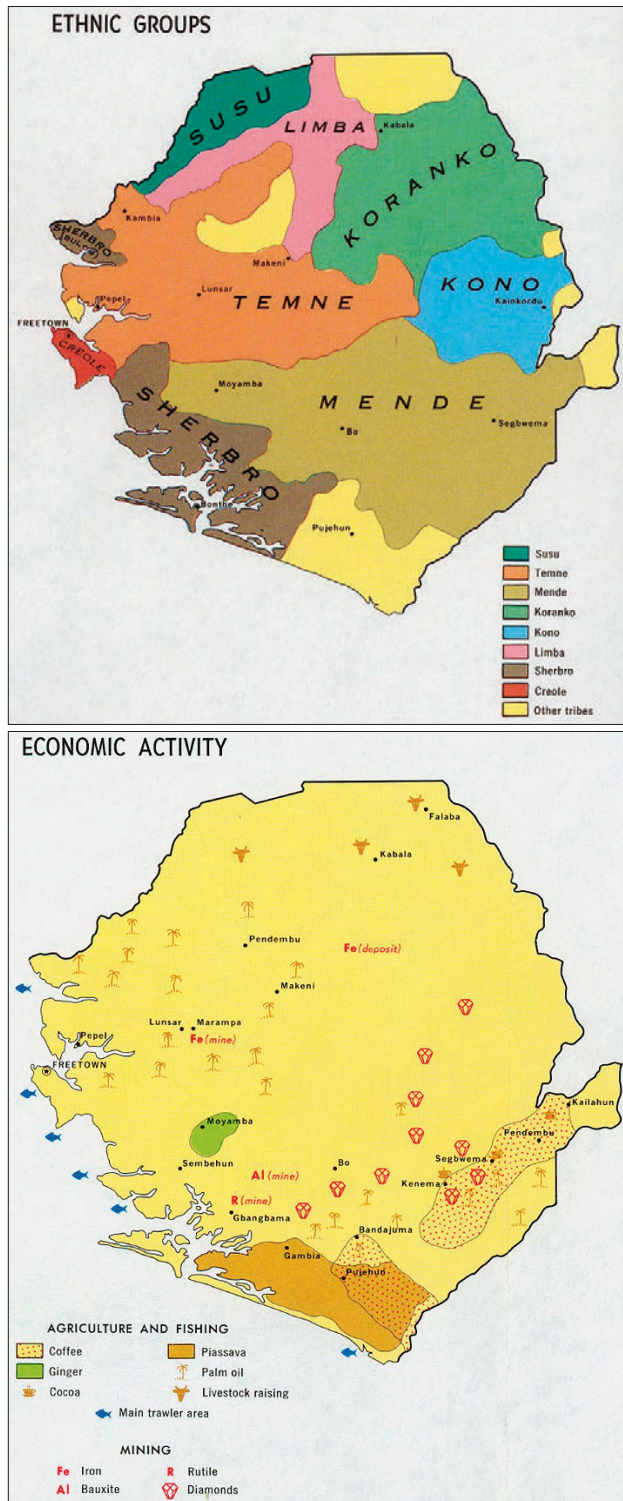 ETHNIC GROUPS
SUSU
LIMBA
Kabala
KORANKO
Kambia
SHERBRO
(BULOM)
Makeni
Lunsar
TEMNE
KONO
Kainkordu
Pepel
FREETOWN
CREOLE
Moyamba
MENDE
SHERBRO
Bo
Segbwema
Bonthe
Pujehun
Susu
Temne
Mende
Koranko
Kono
Limba
Sherbro
Creole
Other tribes
ECONOMIC ACTIVITY
Falaba
Kabala
Pendembu
Fe (deposit)
Makeni
Lunsar Marampa
Fe (mine)
Pepel
FREETOWN
Kailahun
Moyamba
Pendembu
Segbwema
Sembehun
Bo
Al (mine)
Kenema
R (mine)
Gbangbama
Bandajuma
Gambia
Pujehun
AGRICULTURE AND FISHING
Coffee Piassava
Ginger Palm oil
Cocoa Livestock raising
Main trawler area
MINING
Fe Iron R Rutile
Al Bauxite Diamonds